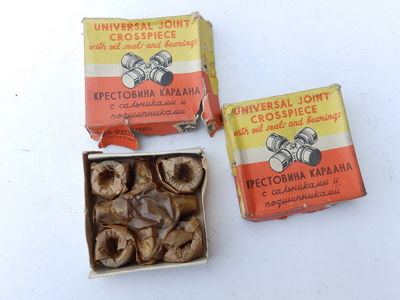 UNIVERSAL JOINT
CROSSPIECE
with oil seals and bearings
КРЕСТОВИНА КАРДАНА
с сальниками и
подшипниками
UNIVERSAL JOINT
CROSSPIECE
with oil seals and bearings
КРЕСТОВИНА КАРДАНА
с сальниками и
подшипниками